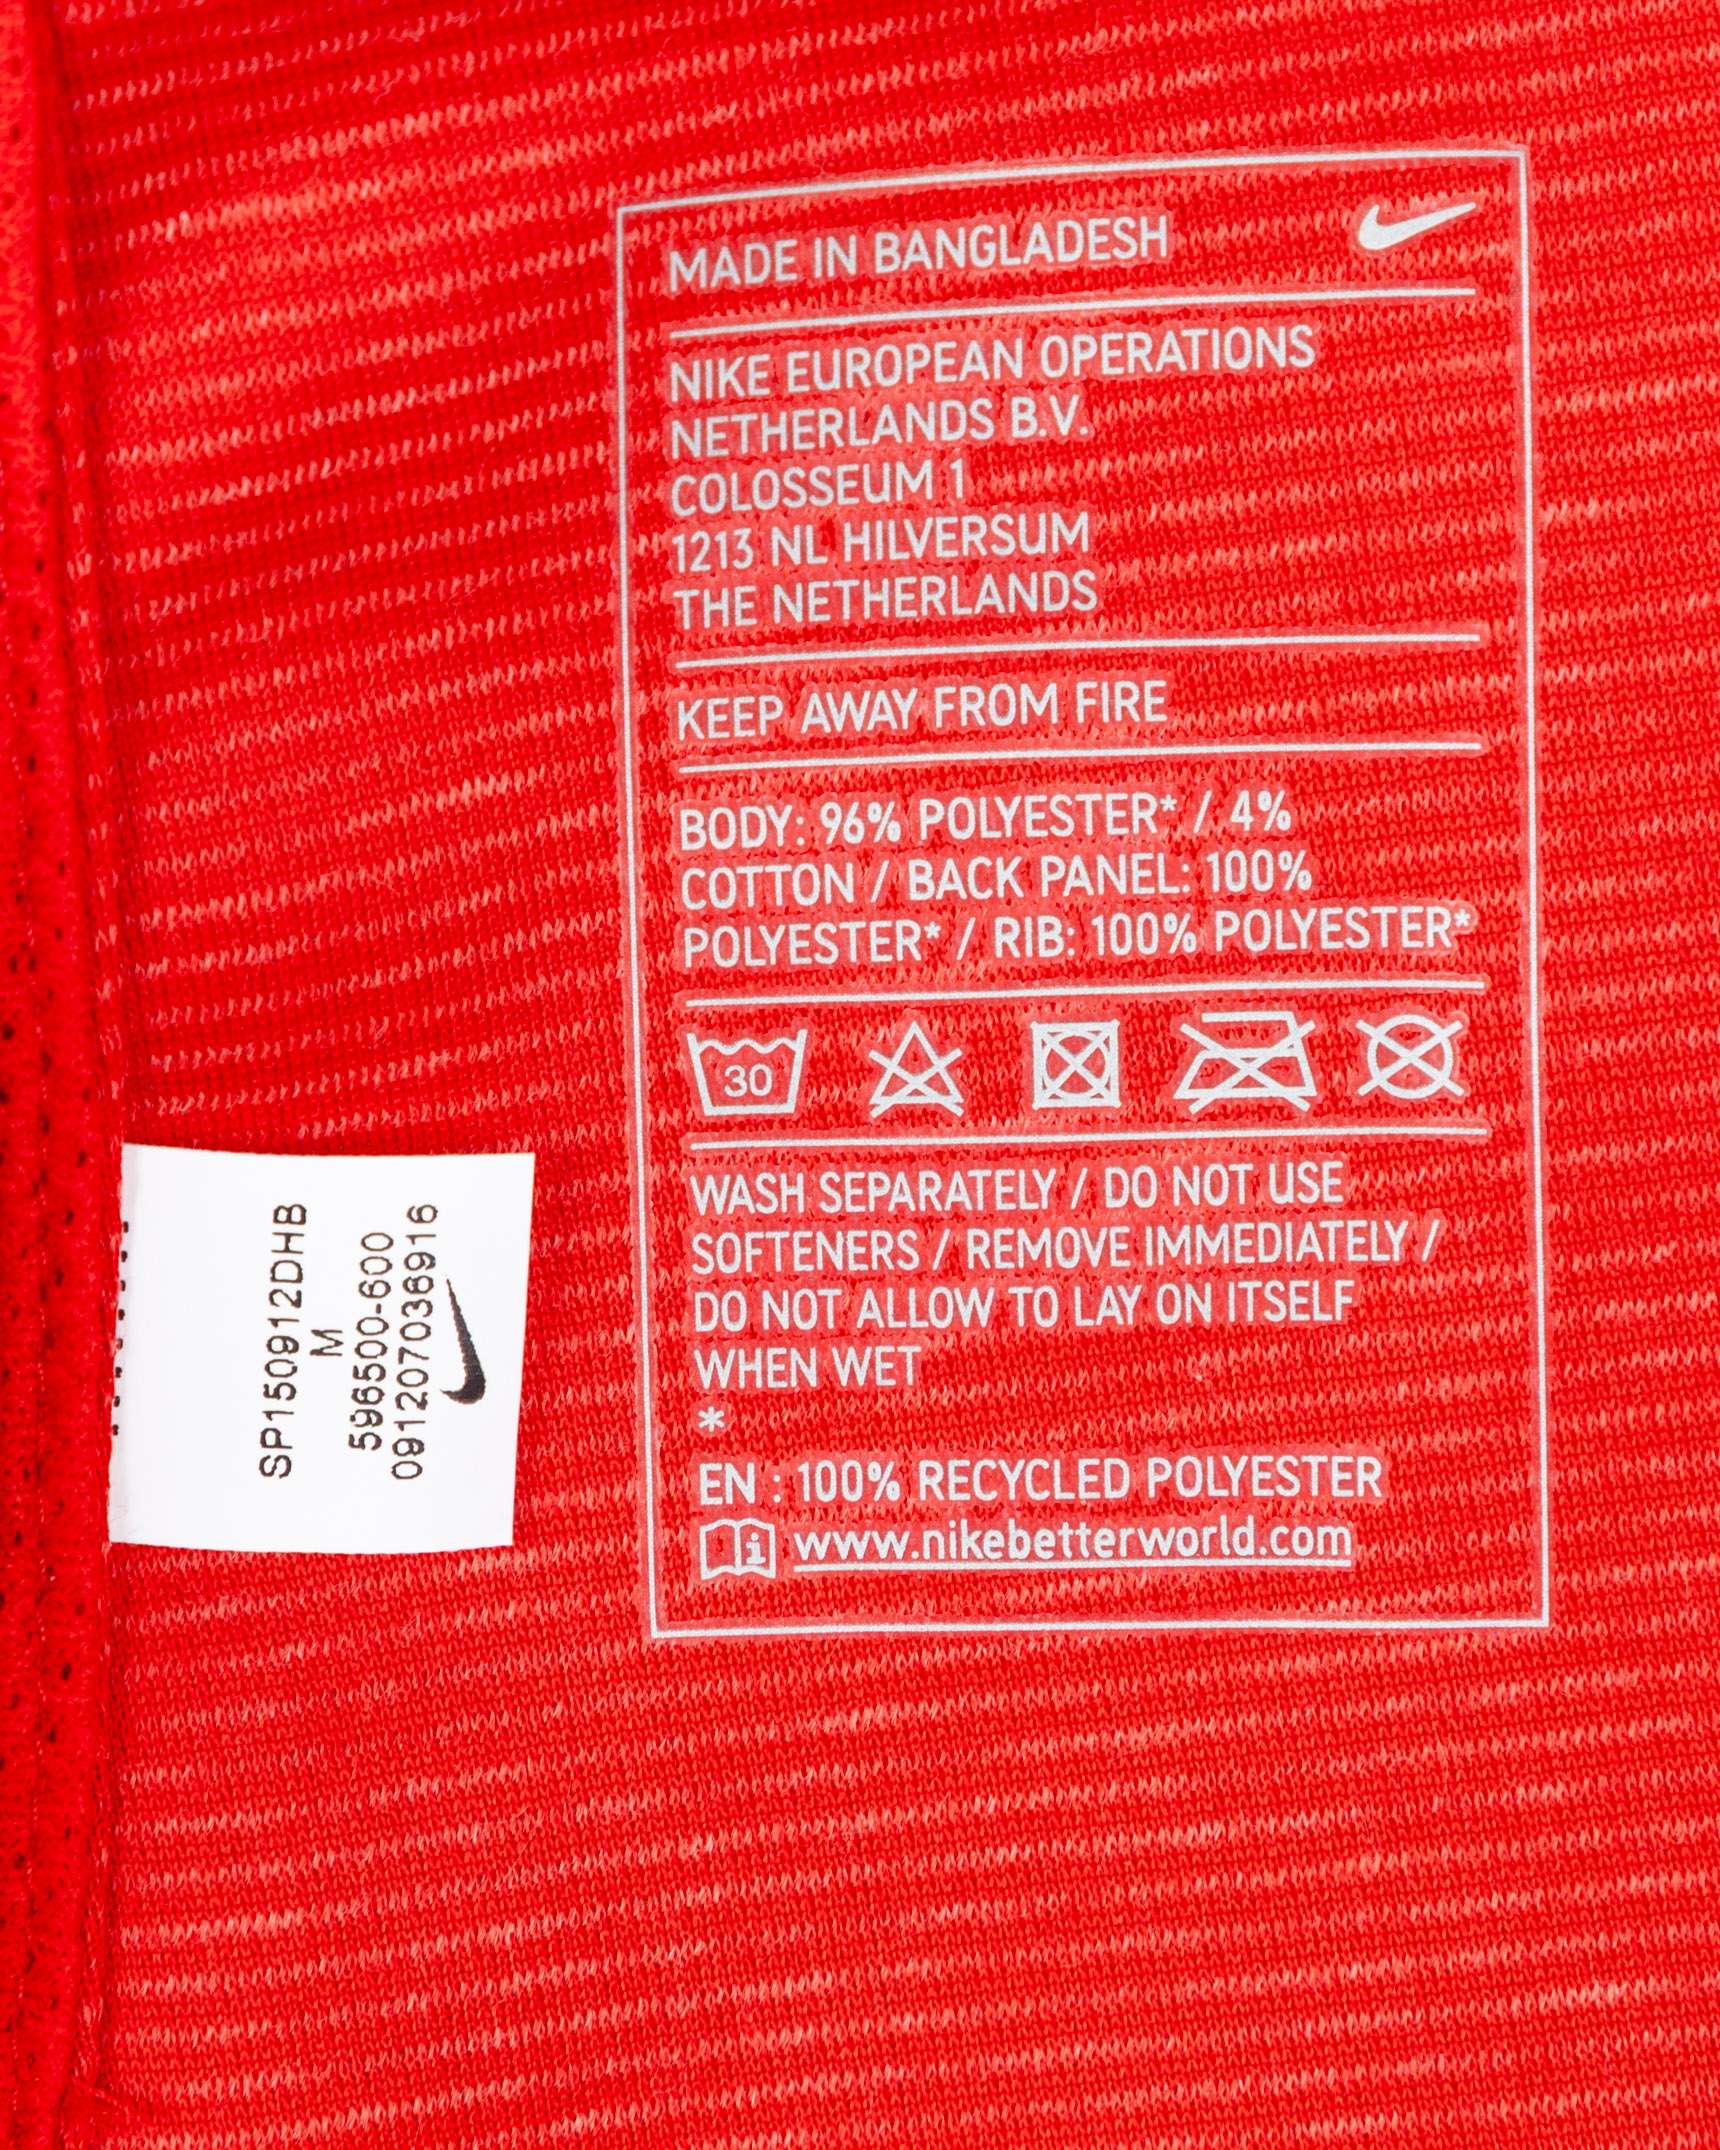 MADE IN BANGLADESH
NIKE EUROPEAN OPERATIONS
NETHERLANDS B.V.
COLOSSEUM 1
1213 NL HILVERSUM
THE NETHERLANDS
KEEP AWAY FROM FIRE
BODY: 96% POLYESTER* / 4%
COTTON / BACK PANEL: 100%
POLYESTER* / RIB: 100% POLYESTER*
30
WASH SEPARATELY / DO NOT USE
SOFTENERS / REMOVE IMMEDIATELY /
DO NOT ALLOW TO LAY ON ITSELF
WHEN WET
*
EN : 100% RECYCLED POLYESTER
i www.nikebetterworld.com
SP150912DHB
M
596500-600
091207036916